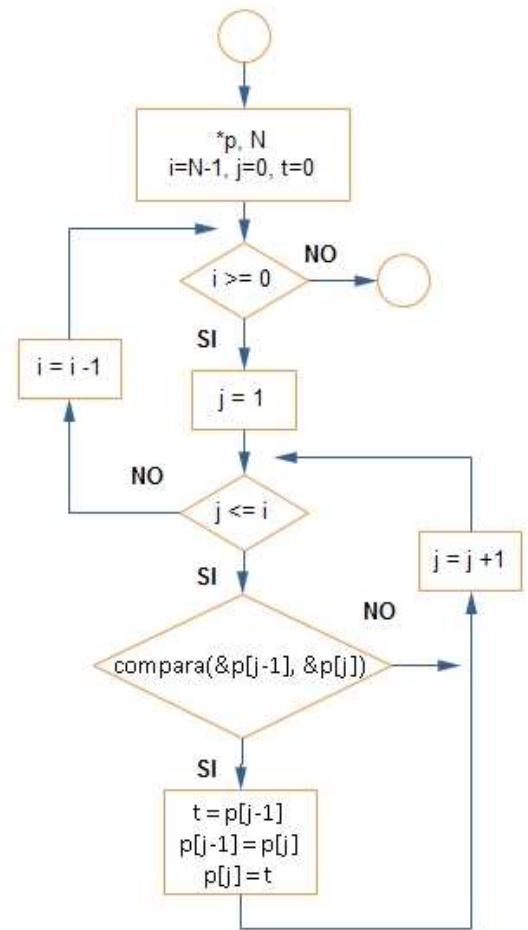 *p, N
i=N-1, j=0, t=0
NO
i >= 0
SI
i = i -1
j = 1
NO
j <= i
j = j +1
SI
NO
compara(&p[j-1], &p[j])
SI
t = p[j-1]
p[j-1] = p[j]
p[j] = t